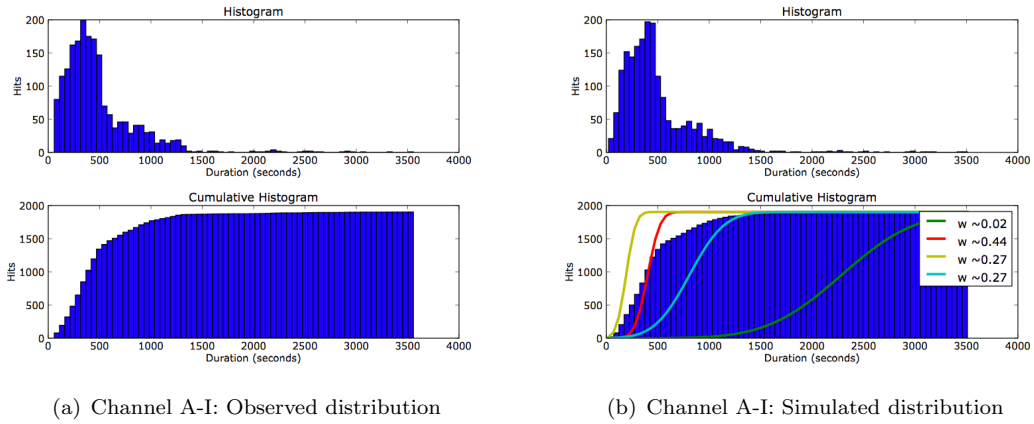 Histogram
200
150
100
50
0
Hits
0 500 1000 1500 2000 2500 3000 3500 4000
Duration (seconds)
Cumulative Histogram
2000
1500
1000
500
0
Hits
0 500 1000 1500 2000 2500 3000 3500 4000
Duration (seconds)
(a) Channel A-I: Observed distribution
Histogram
200
150
100
50
0
Hits
0 500 1000 1500 2000 2500 3000 3500 4000
Duration (seconds)
Cumulative Histogram
2000
1500
1000
500
0
Hits
w ~0.02
w ~0.44
w ~0.27
w ~0.27
0 500 1000 1500 2000 2500 3000 3500 4000
Duration (seconds)
(b) Channel A-I: Simulated distribution